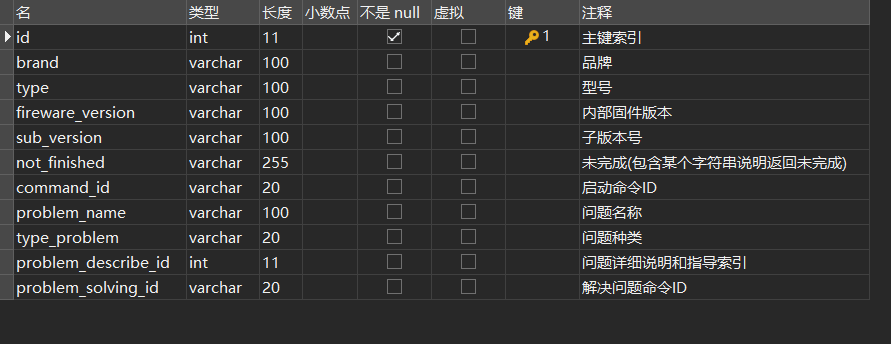 名 类型 长度 小数点 不是 null 虚拟 键 注释
id int 11 1 主键索引
brand varchar 100 品牌
type varchar 100 型号
fireware_version varchar 100 内部固件版本
sub_version varchar 100 子版本号
not_finished varchar 255 未完成(包含某个字符串说明返回未完成)
command_id varchar 20 启动命令ID
problem_name varchar 100 问题名称
type_problem varchar 20 问题种类
problem_describe_id int 11 问题详细说明和指导索引
problem_solving_id varchar 20 解决问题命令ID